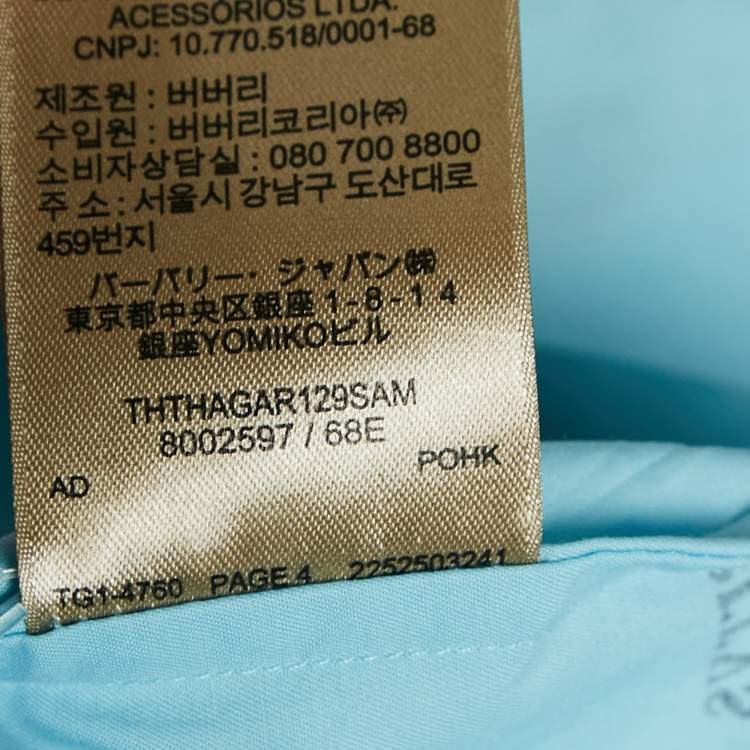 ACESSÓRIOS LTDA.
CNPJ: 10.770.518/0001-68
제조원 : 버버리
수입원 : 버버리코리아㈜
소비자상담실 : 080 700 8800
주 소 : 서울시 강남구 도산대로
459번지
バーバリー・ジャパン㈱
東京都中央区銀座 1-8-14
銀座YOMIKOビル
THTHAGAR129SAM
8002597 / 68E
AD
POHK
TG1-4760 PAGE 4 2252503241